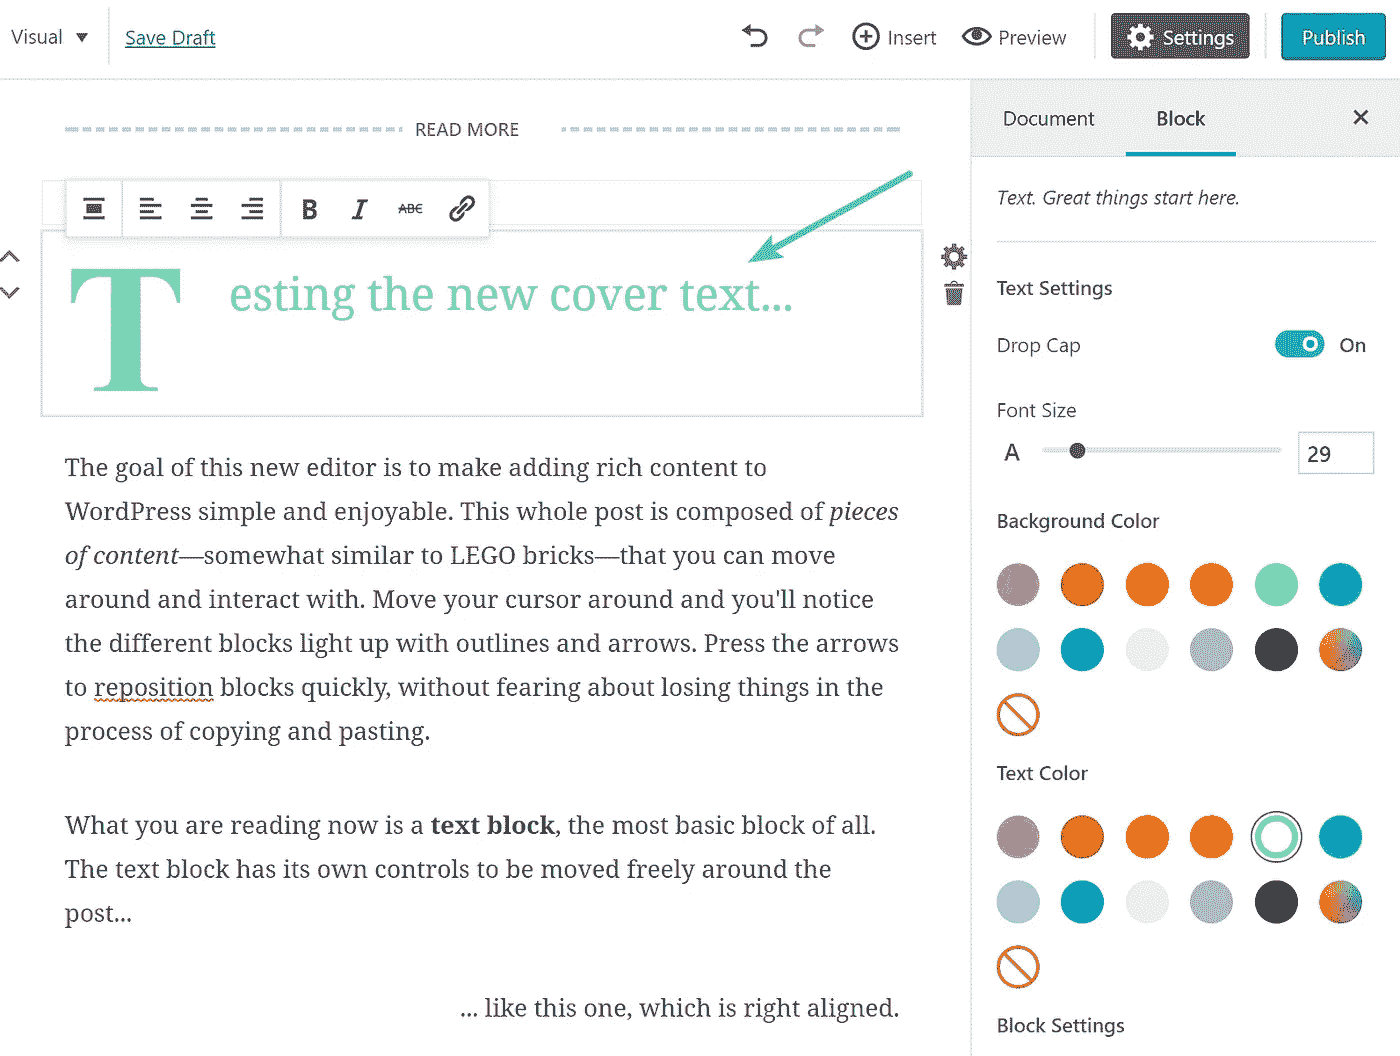 Visual Save Draft Insert Preview Settings Publish
READ MORE
B I ABC
Testing the new cover text...
The goal of this new editor is to make adding rich content to
WordPress simple and enjoyable. This whole post is composed of pieces
of content—somewhat similar to LEGO bricks—that you can move
around and interact with. Move your cursor around and you'll notice
the different blocks light up with outlines and arrows. Press the arrows
to reposition blocks quickly, without fearing about losing things in the
process of copying and pasting.
What you are reading now is a text block, the most basic block of all.
The text block has its own controls to be moved freely around the
post...
... like this one, which is right aligned.
Document Block
Text. Great things start here.
Text Settings
Drop Cap On
Font Size
A 29
Background Color
Text Color
Block Settings